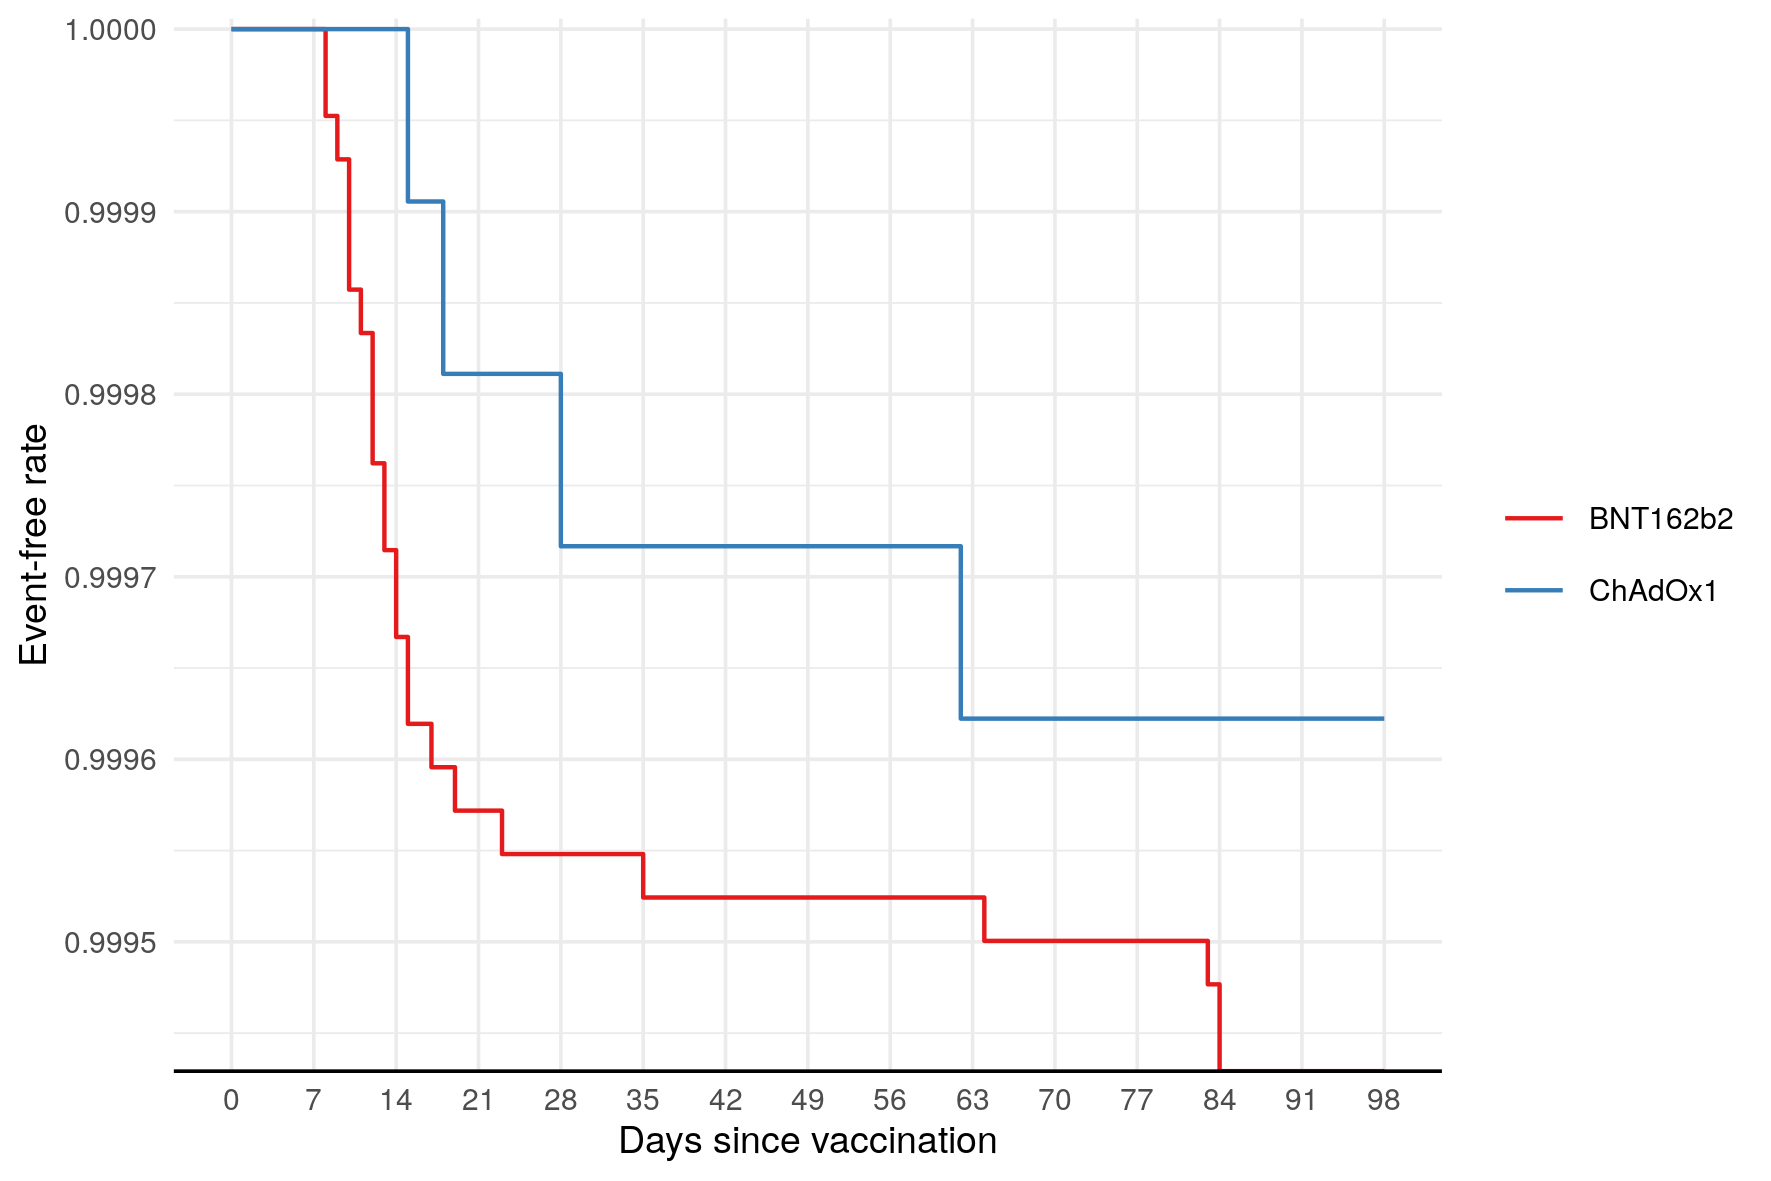 1.0000
0.9999
0.9998
0.9997
0.9996
0.9995
Event-free rate
0 7 14 21 28 35 42 49 56 63 70 77 84 91 98
Days since vaccination
BNT162b2
ChAdOx1